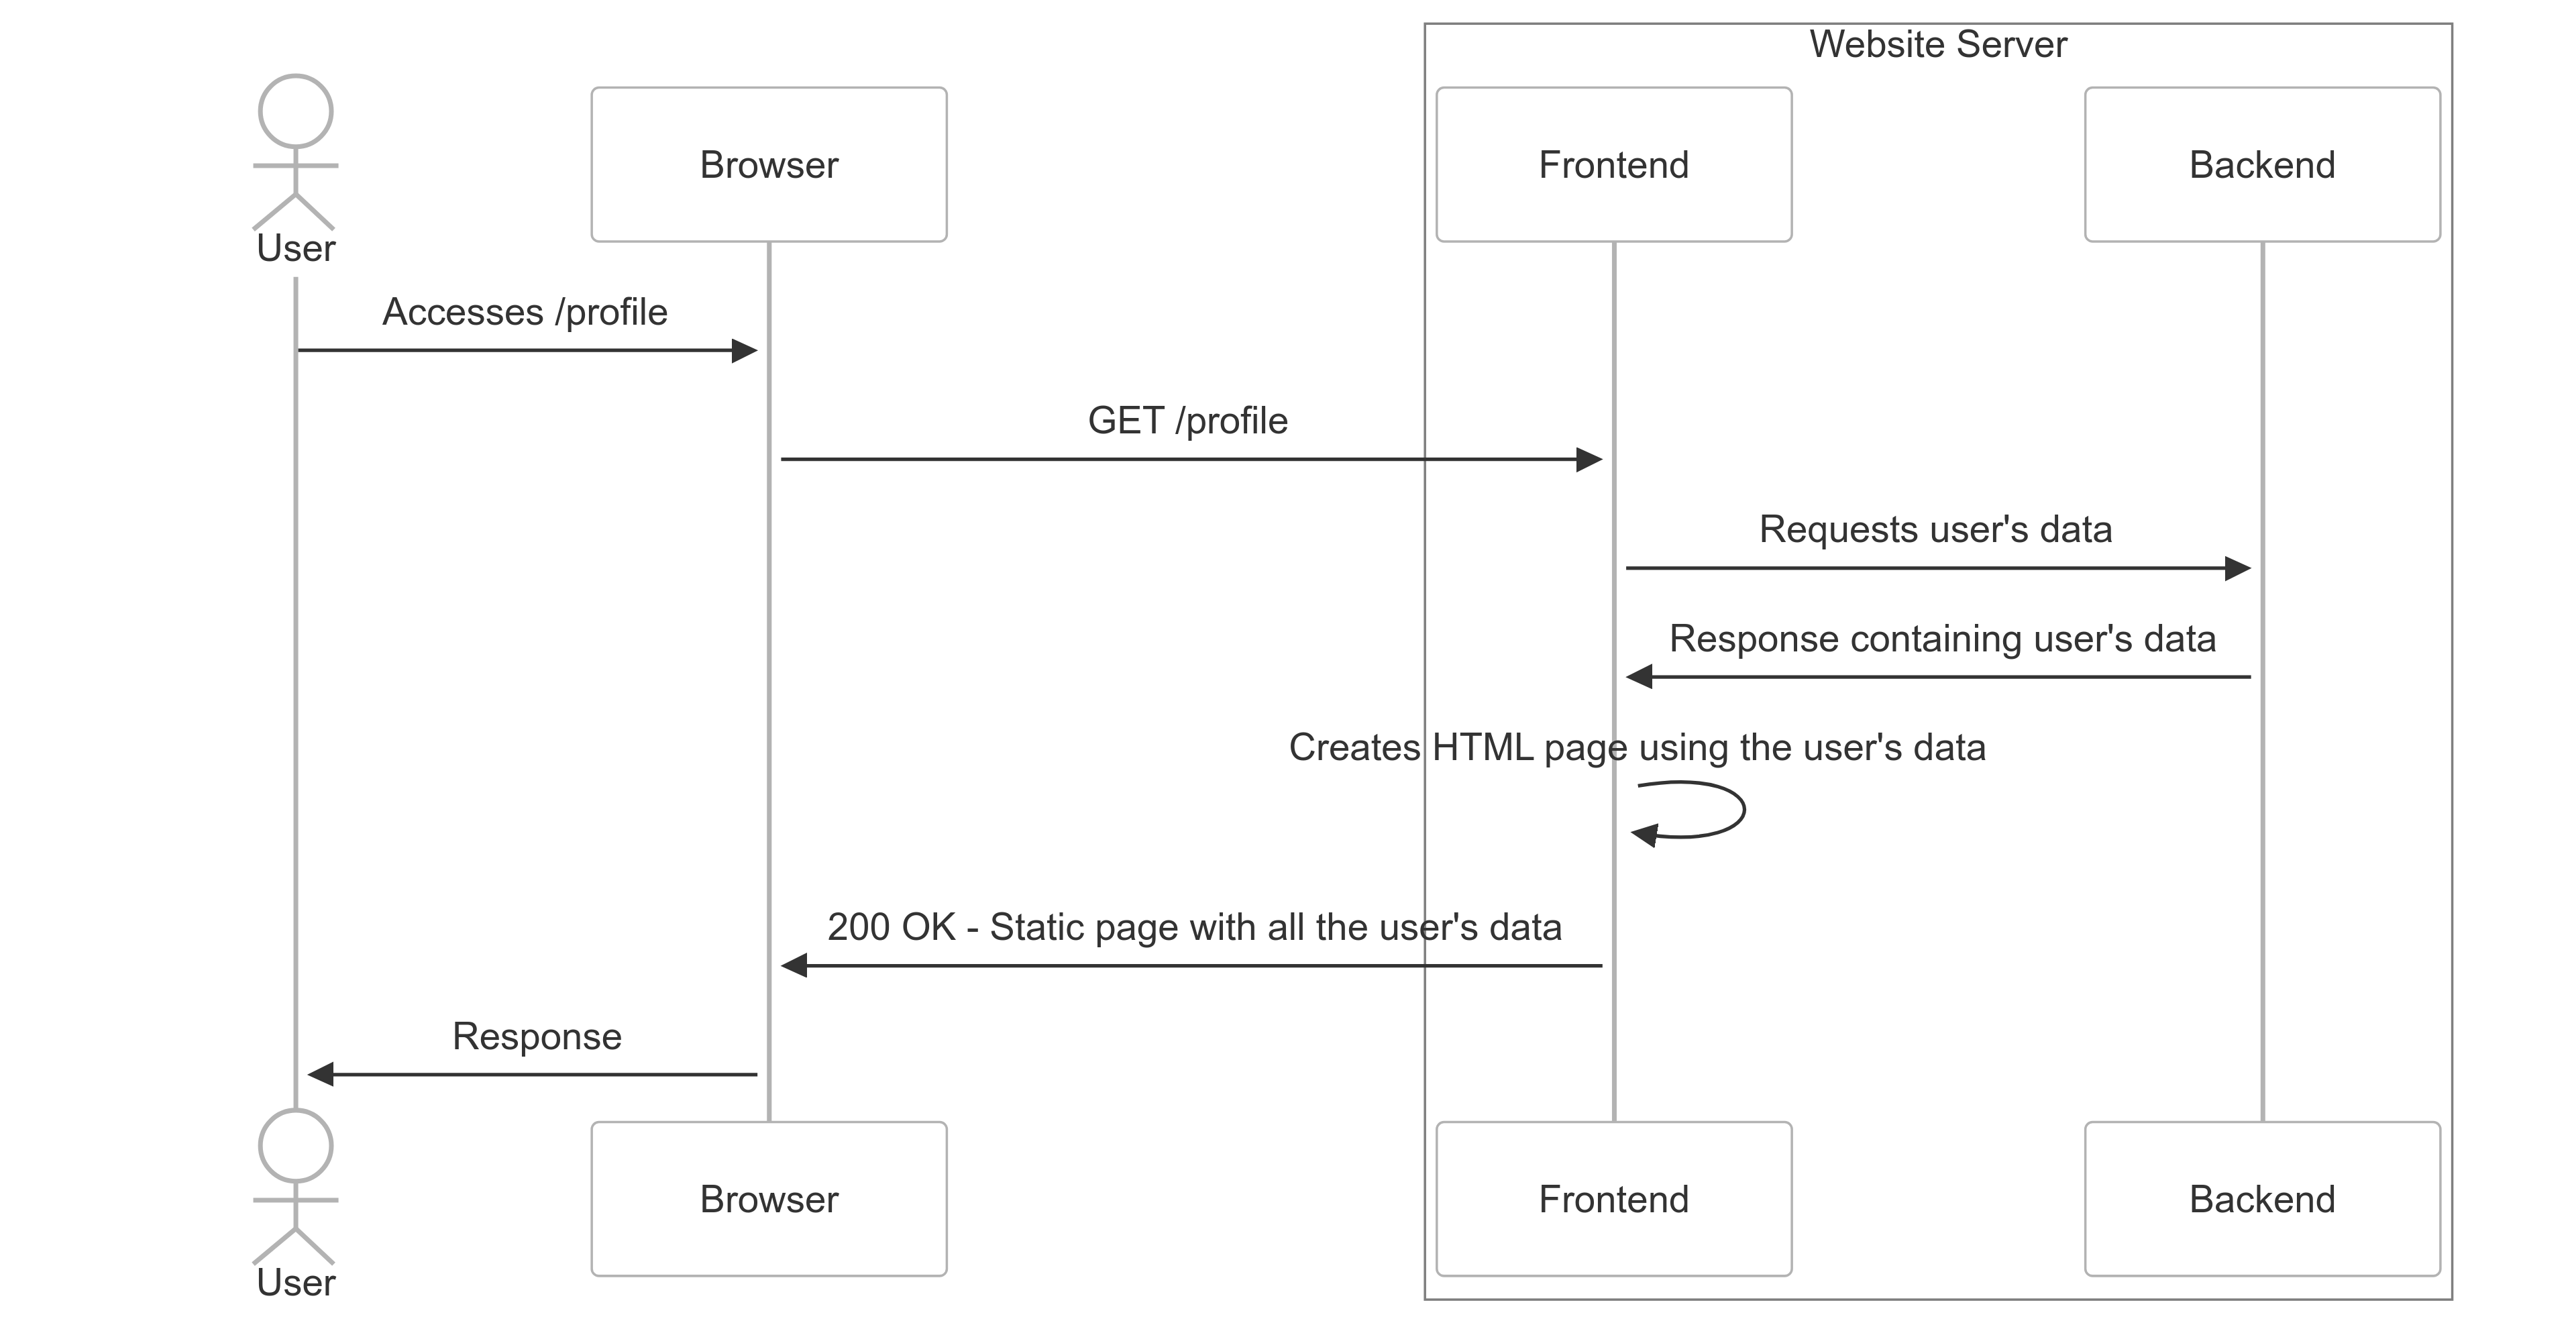 Website Server
User
Browser
Frontend
Backend
Accesses /profile
GET /profile
Requests user's data
Response containing user's data
Creates HTML page using the user's data
200 OK - Static page with all the user's data
Response
User
Browser
Frontend
Backend